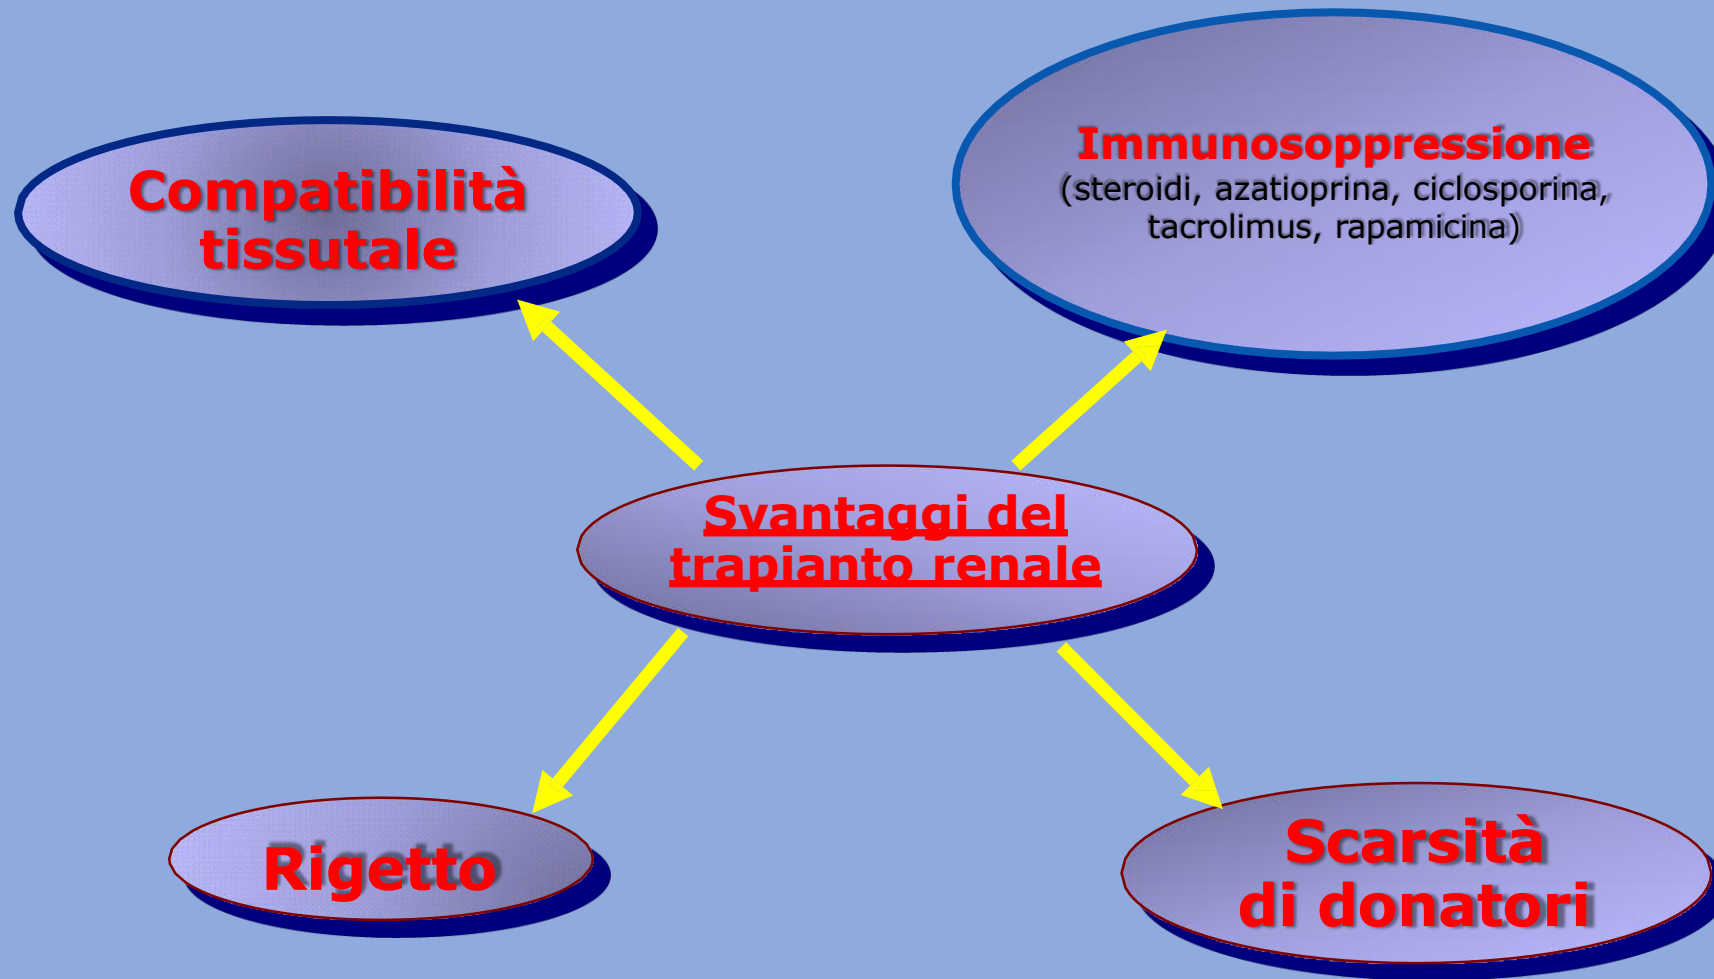 Compatibilità
tissutale
Immunosoppressione
(steroidi, azatioprina, ciclosporina,
tacrolimus, rapamicina)
Svantaggi del
trapianto renale
Rigetto
Scarsità
di donatori